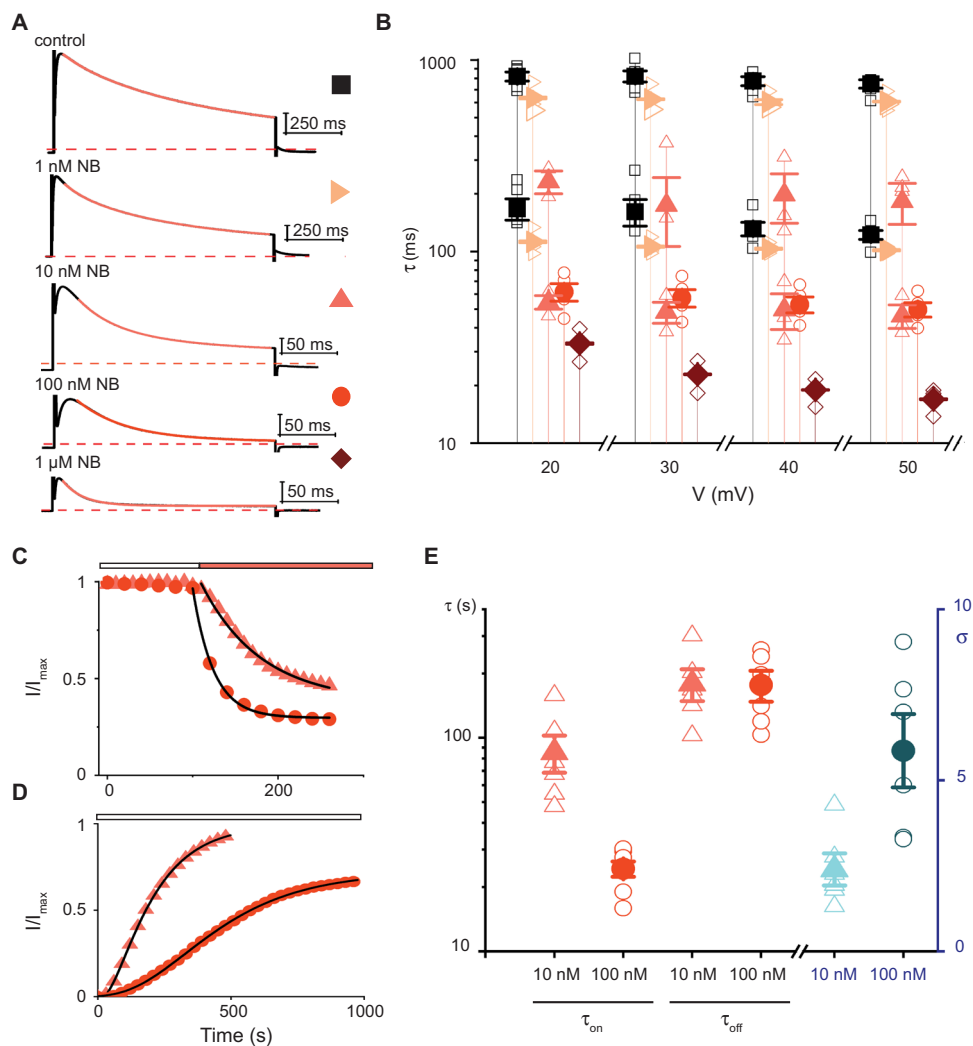 A
control
250 ms
1 nM NB
250 ms
10 nM NB
50 ms
100 nM NB
50 ms
1 µM NB
50 ms
B
τ (ms)
1000
100
10
20
30
40
50
V (mV)
C
I/Imax
1
0.5
1
0
200
D
I/Imax
1
0.5
0
0
500
1000
Time (s)
E
τ (s)
100
10
10
σ
5
0
10 nM
100 nM
10 nM
100 nM
10 nM
100 nM
τon
τoff